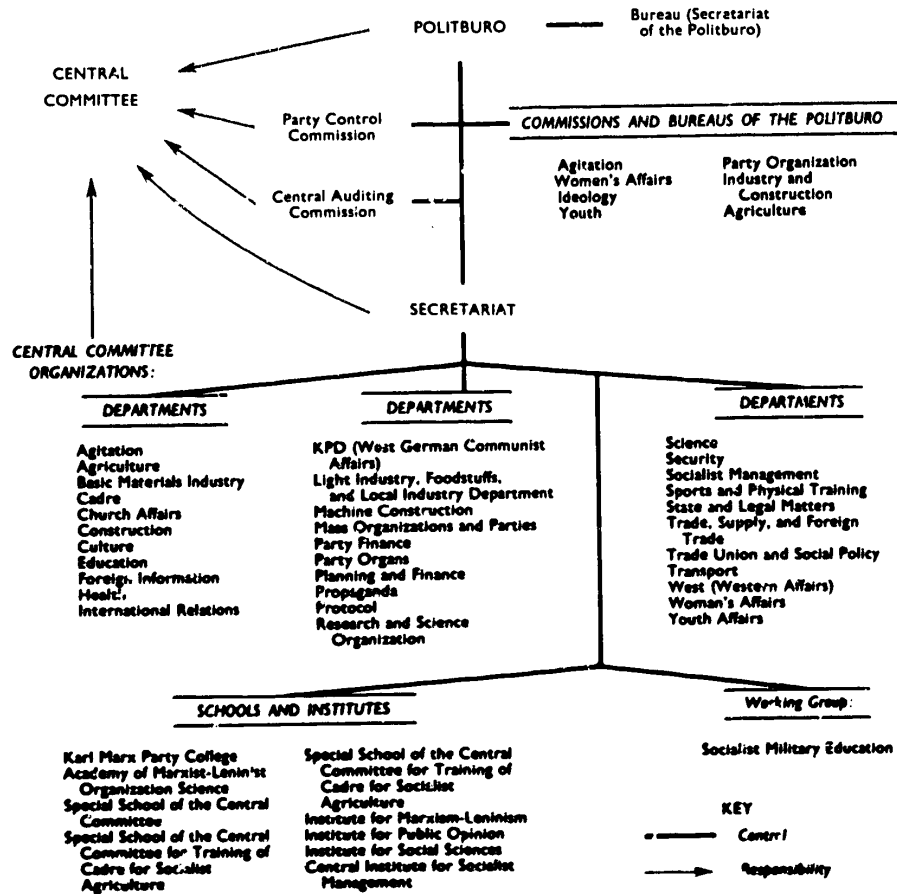 POLITBURO
Bureau (Secretariat
of the Politburo)
CENTRAL
COMMITTEE
Party Control
Commission
COMMISSIONS AND BUREAUS OF THE POLITBURO
Agitation
Women's Affairs
Ideology
Youth
Party Organization
Industry and
Construction
Agriculture
Central Auditing
Commission
SECRETARIAT
CENTRAL COMMITTEE
ORGANIZATIONS:
DEPARTMENTS
Agitation
Agriculture
Basic Materials Industry
Cadre
Church Affairs
Construction
Culture
Education
Foreign Information
Health
International Relations
DEPARTMENTS
KPD (West German Communist
Affairs)
Light Industry, Foodstuffs,
and Local Industry Department
Machine Construction
Mass Organizations and Parties
Party Finance
Party Organs
Planning and Finance
Propaganda
Protocol
Research and Science
Organization
DEPARTMENTS
Science
Security
Socialist Management
Sports and Physical Training
State and Legal Matters
Trade, Supply, and Foreign
Trade
Trade Union and Social Policy
Transport
West (Western Affairs)
Woman's Affairs
Youth Affairs
SCHOOLS AND INSTITUTES
Karl Marx Party College
Academy of Marxist-Leninist
Organization Science
Special School of the Central
Committee
Special School of the Central
Committee for Training of
Cadre for Socialist
Agriculture
Special School of the Central
Committee for Training of
Cadre for Socialist
Agriculture
Institute for Marxism-Leninism
Institute for Public Opinion
Institute for Social Sciences
Central Institute for Socialist
Management
Working Group:
Socialist Military Education
KEY
Control
Responsibility